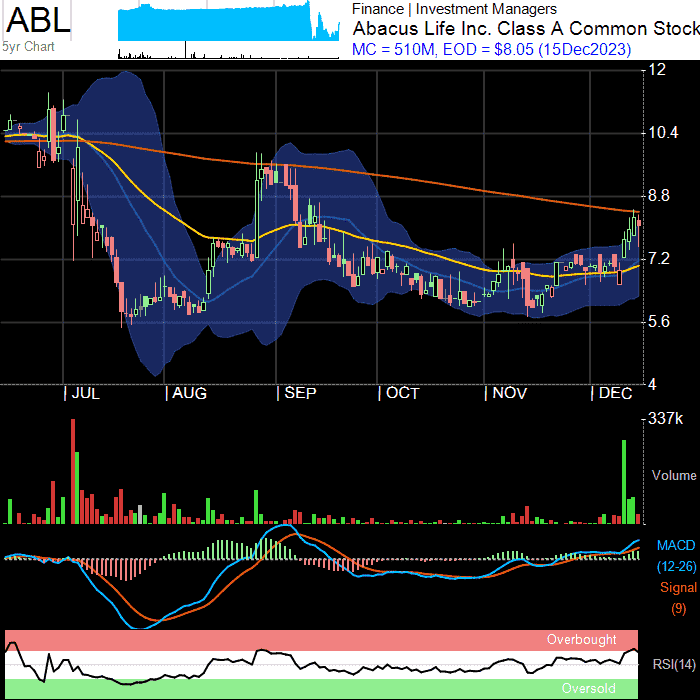 ABL
5yr Chart
Finance | Investment Managers
Abacus Life Inc. Class A Common Stock
MC = 510M, EOD = $8.05 (15Dec2023)
12
10.4
8.8
7.2
5.6
4
JUL AUG SEP OCT NOV DEC
337k
Volume
MACD
(12-26)
Signal
(9)
Overbought
RSI(14)
Oversold